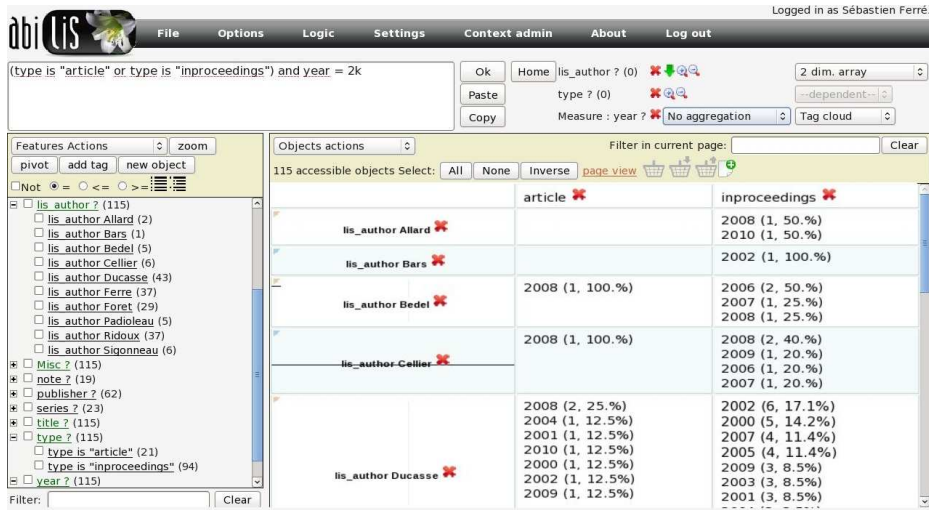 Logged in as Sébastien Ferré.
abilis
File Options Logic Settings Context admin About Log out
(type is "article" or type is "inproceedings") and year = 2k
Ok
Paste
Copy
Home lis_author ? (0) 2 dim. array
type ? (0) --dependent--
Measure : year ? No aggregation Tag cloud
Features Actions zoom
pivot add tag new object
Not = <= >=
Objects actions Filter in current page: Clear
115 accessible objects Select: All None Inverse page view
lis_author ? (115)
lis_author Allard (2)
lis_author Bars (1)
lis_author Bedel (5)
lis_author Cellier (6)
lis_author Ducasse (43)
lis_author Ferre (37)
lis_author Foret (29)
lis_author Padioleau (5)
lis_author Ridoux (37)
lis_author Sigonneau (6)
Misc ? (115)
note ? (19)
publisher ? (62)
series ? (23)
title ? (115)
type ? (115)
type is "article" (21)
type is "inproceedings" (94)
year ? (115)
Filter: Clear
article inproceedings
lis_author Allard
2008 (1, 50.%)
2010 (1, 50.%)
lis_author Bars
2002 (1, 100.%)
lis_author Bedel
2008 (1, 100.%)
2006 (2, 50.%)
2007 (1, 25.%)
2008 (1, 25.%)
lis_author Cellier
2008 (1, 100.%)
2008 (2, 40.%)
2009 (1, 20.%)
2006 (1, 20.%)
2007 (1, 20.%)
lis_author Ducasse
2008 (2, 25.%)
2004 (1, 12.5%)
2001 (1, 12.5%)
2010 (1, 12.5%)
2000 (1, 12.5%)
2002 (1, 12.5%)
2009 (1, 12.5%)
2002 (6, 17.1%)
2000 (5, 14.2%)
2007 (4, 11.4%)
2005 (4, 11.4%)
2009 (3, 8.5%)
2003 (3, 8.5%)
2001 (3, 8.5%)